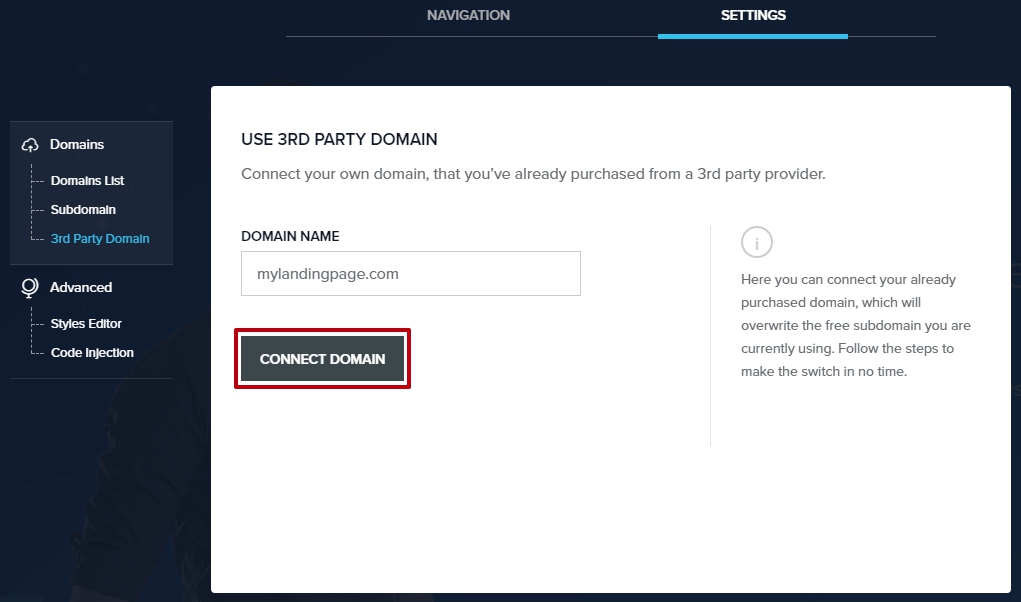 NAVIGATION
SETTINGS
Domains
Domains List
Subdomain
3rd Party Domain
Advanced
Styles Editor
Code Injection
USE 3RD PARTY DOMAIN
Connect your own domain, that you’ve already purchased from a 3rd party provider.
DOMAIN NAME
mylandingpage.com
CONNECT DOMAIN
Here you can connect your already
purchased domain, which will
overwrite the free subdomain you are
currently using. Follow the steps to
make the switch in no time.